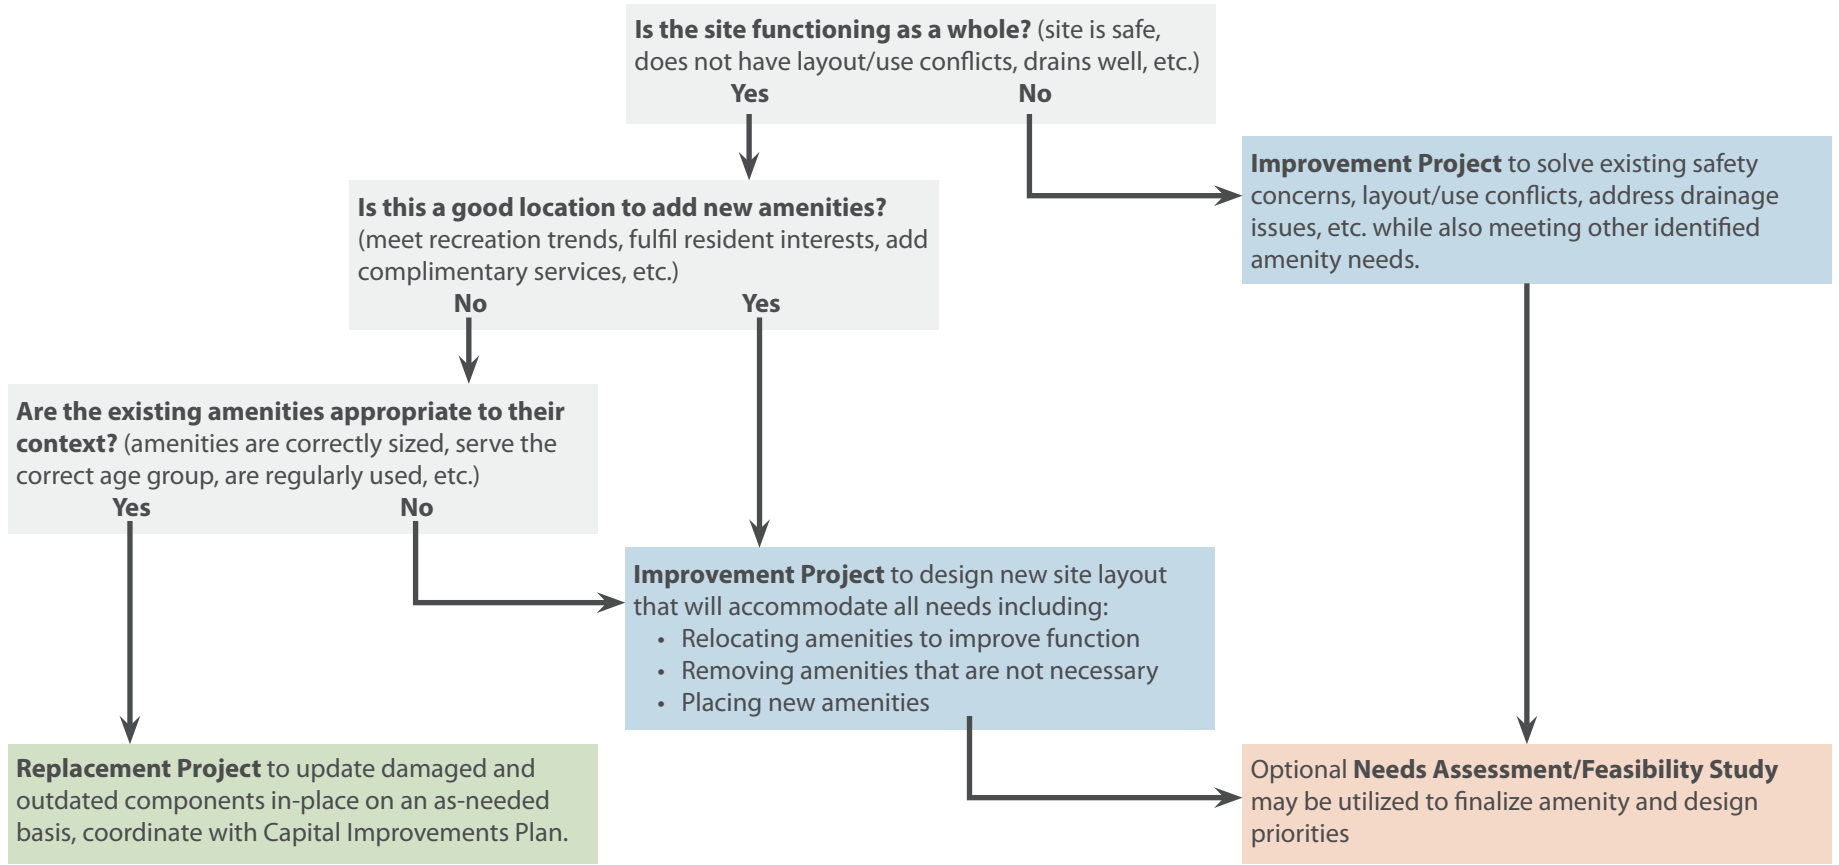 Is the site functioning as a whole? (site is safe,
does not have layout/use conflicts, drains well, etc.)
Yes No
Improvement Project to solve existing safety
concerns, layout/use conflicts, address drainage
issues, etc. while also meeting other identified
amenity needs.
Is this a good location to add new amenities?
(meet recreation trends, fulfil resident interests, add
complimentary services, etc.)
No Yes
Are the existing amenities appropriate to their
context? (amenities are correctly sized, serve the
correct age group, are regularly used, etc.)
Yes No
Improvement Project to design new site layout
that will accommodate all needs including:
• Relocating amenities to improve function
• Removing amenities that are not necessary
• Placing new amenities
Replacement Project to update damaged and
outdated components in-place on an as-needed
basis, coordinate with Capital Improvements Plan.
Optional Needs Assessment/Feasibility Study
may be utilized to finalize amenity and design
priorities